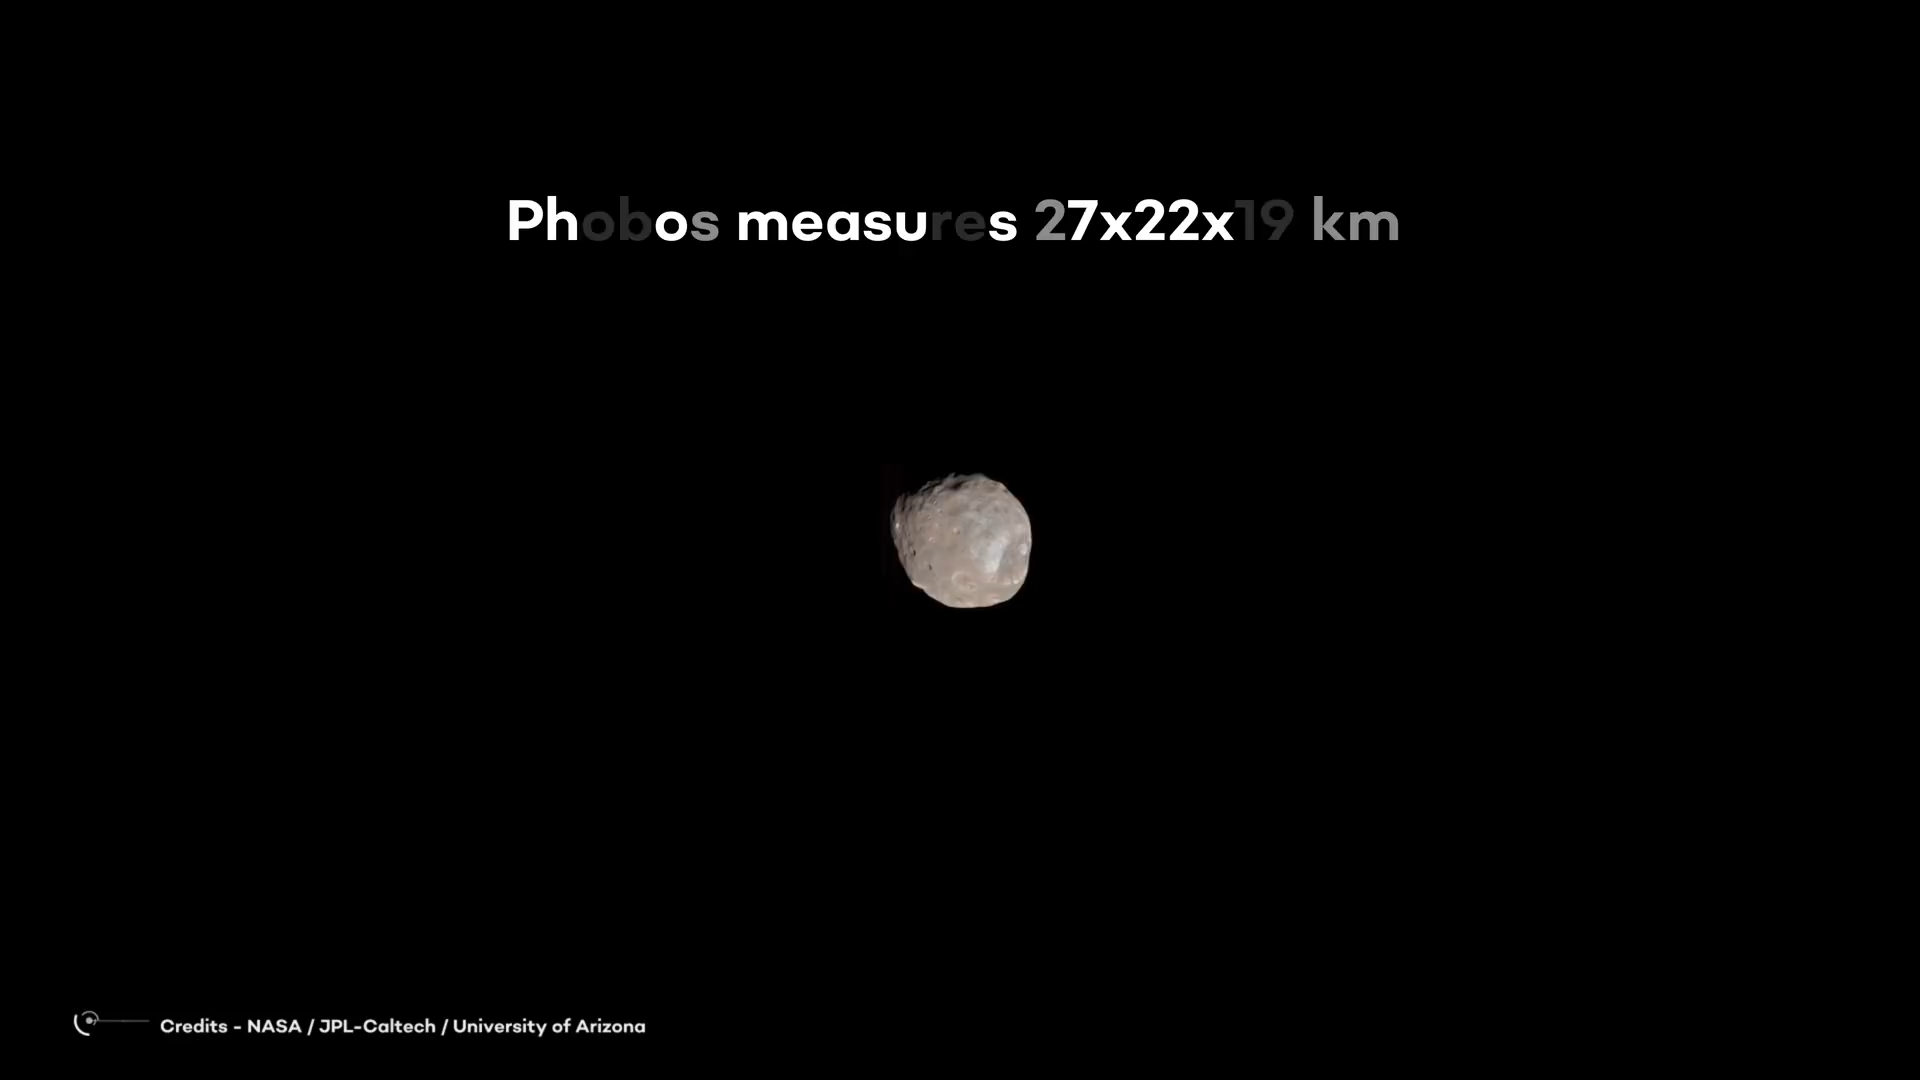 Phobos measures 27x22x19 km
Credits - NASA / JPL-Caltech / University of Arizona